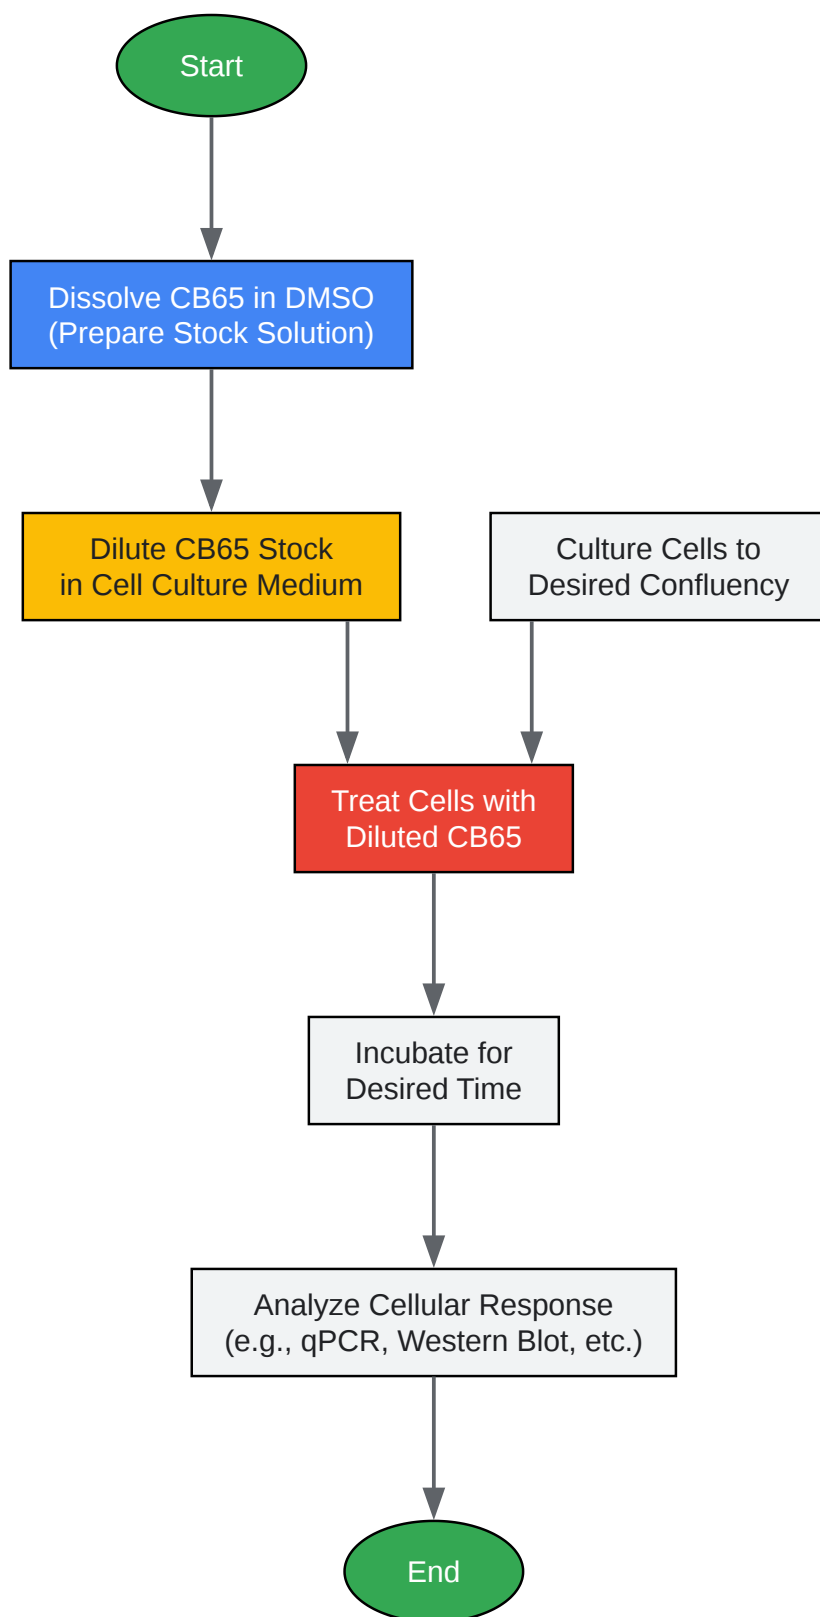 Start
Dissolve CB65 in DMSO
(Prepare Stock Solution)
Dilute CB65 Stock
in Cell Culture Medium
Culture Cells to
Desired Confluency
Treat Cells with
Diluted CB65
Incubate for
Desired Time
Analyze Cellular Response
(e.g., qPCR, Western Blot, etc.)
End